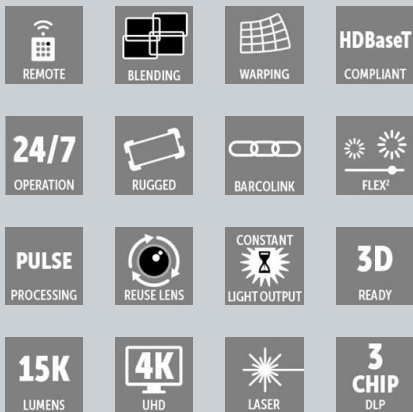 REMOTE
BLENDING
WARPING
HDBaseT
COMPLIANT
24/7
OPERATION
RUGGED
BARCOLINK
FLEX²
PULSE
PROCESSING
REUSE LENS
CONSTANT
LIGHT OUTPUT
3D
READY
15K
LUMENS
4K
UHD
LASER
3
CHIP
DLP